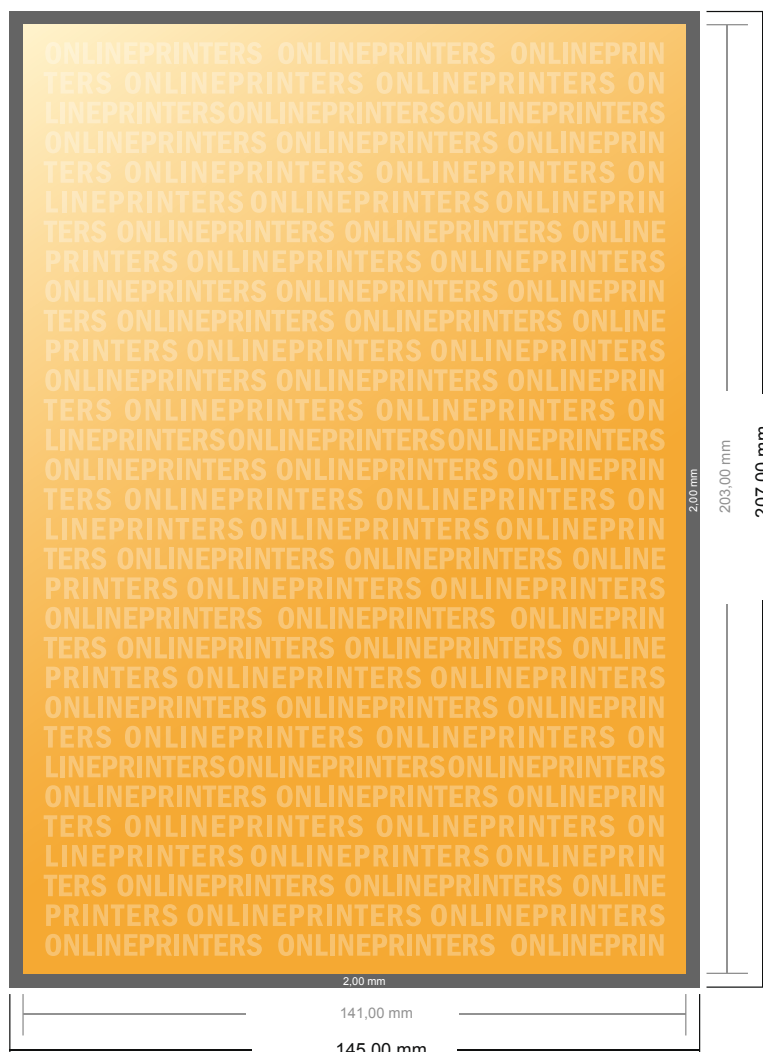 ONLINEPRINTERS ONLINEPRINTERS ONLINEPRIN
TERS ONLINEPRINTERS ONLINEPRINTERS ON
LINEPRINTERSONLINEPRINTERSONLINEPRINTERS
ONLINEPRINTERS ONLINEPRINTERS ONLINEPRIN
TERS ONLINEPRINTERS ONLINEPRINTERS ON
LINEPRINTERS ONLINEPRINTERS ONLINEPRIN
TERS ONLINEPRINTERS ONLINEPRINTERS ONLINE
PRINTERS ONLINEPRINTERS ONLINEPRINTERS
ONLINEPRINTERS ONLINEPRINTERS ONLINEPRIN
TERS ONLINEPRINTERS ONLINEPRINTERS ONLINE
PRINTERS ONLINEPRINTERS ONLINEPRINTERS
ONLINEPRINTERS ONLINEPRINTERS ONLINEPRIN
TERS ONLINEPRINTERS ONLINEPRINTERS ON
LINEPRINTERSONLINEPRINTERSONLINEPRINTERS
ONLINEPRINTERS ONLINEPRINTERS ONLINEPRIN
TERS ONLINEPRINTERS ONLINEPRINTERS ON
LINEPRINTERS ONLINEPRINTERS ONLINEPRIN
TERS ONLINEPRINTERS ONLINEPRINTERS ONLINE
PRINTERS ONLINEPRINTERS ONLINEPRINTERS
ONLINEPRINTERS ONLINEPRINTERS ONLINEPRIN
TERS ONLINEPRINTERS ONLINEPRINTERS ONLINE
PRINTERS ONLINEPRINTERS ONLINEPRINTERS
ONLINEPRINTERS ONLINEPRINTERS ONLINEPRIN
TERS ONLINEPRINTERS ONLINEPRINTERS ON
LINEPRINTERSONLINEPRINTERSONLINEPRINTERS
ONLINEPRINTERS ONLINEPRINTERS ONLINEPRIN
TERS ONLINEPRINTERS ONLINEPRINTERS ON
LINEPRINTERS ONLINEPRINTERS ONLINEPRIN
TERS ONLINEPRINTERS ONLINEPRINTERS ONLINE
PRINTERS ONLINEPRINTERS ONLINEPRINTERS
ONLINEPRINTERS ONLINEPRINTERS ONLINEPRIN
2,00 mm
203,00 mm
207,00 mm
2,00 mm
141,00 mm
145,00 mm